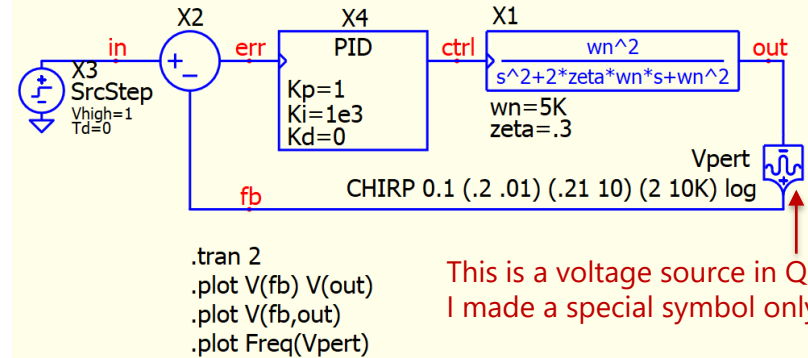 X2
X4
X1
in
err
PID
ctrl
wn^2
s^2+2*zeta*wn*s+wn^2
out
X3
SrcStep
Vhigh=1
Td=0
+
−
Kp=1
Ki=1e3
Kd=0
wn=5K
zeta=.3
Vpert
fb
CHIRP 0.1 (.2 .01) (.21 10) (2 10K) log
.tran 2
.plot V(fb) V(out)
.plot V(fb,out)
.plot Freq(Vpert)
This is a voltage source in Q
I made a special symbol only